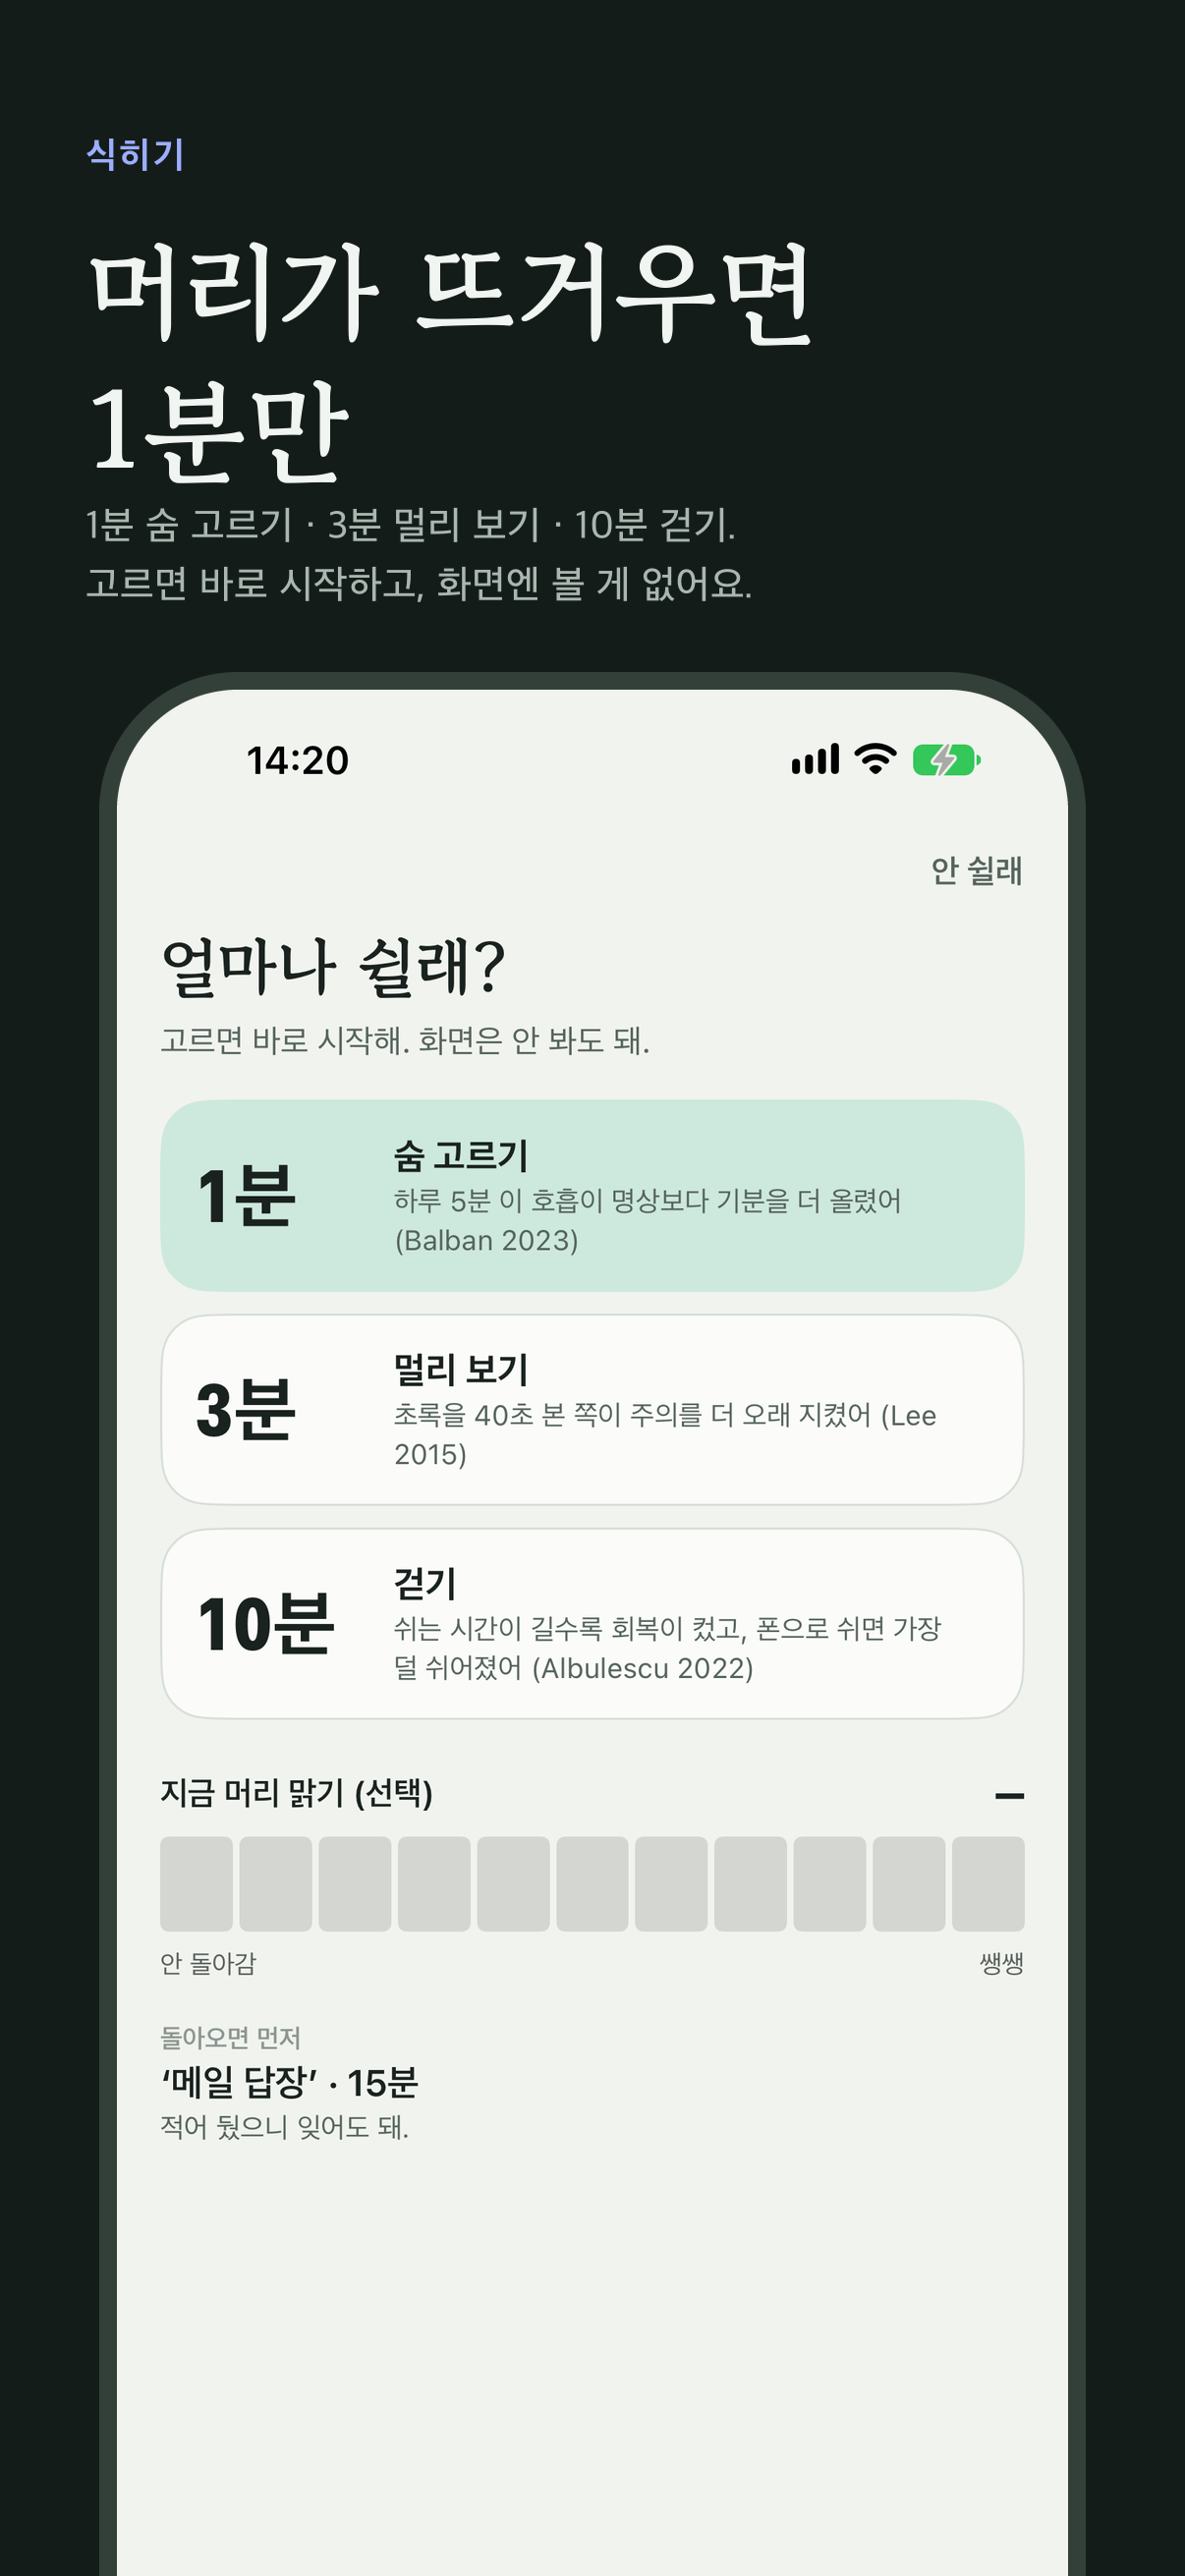 식히기
머리가 뜨거우면
1분만
1분 숨 고르기 · 3분 멀리 보기 · 10분 걷기.
고르면 바로 시작하고, 화면엔 볼 게 없어요.
14:20
안 쉴래
얼마나 쉴래?
고르면 바로 시작해. 화면은 안 봐도 돼.
1분
숨 고르기
하루 5분 이 호흡이 명상보다 기분을 더 올렸어
(Balban 2023)
3분
멀리 보기
초록을 40초 본 쪽이 주의를 더 오래 지켰어 (Lee
2015)
10분
걷기
쉬는 시간이 길수록 회복이 컸고, 폰으로 쉬면 가장
덜 쉬어졌어 (Albulescu 2022)
지금 머리 맑기 (선택) –
안 돌아감 쌩쌩
돌아오면 먼저
‘메일 답장’ · 15분
적어 뒀으니 잊어도 돼.